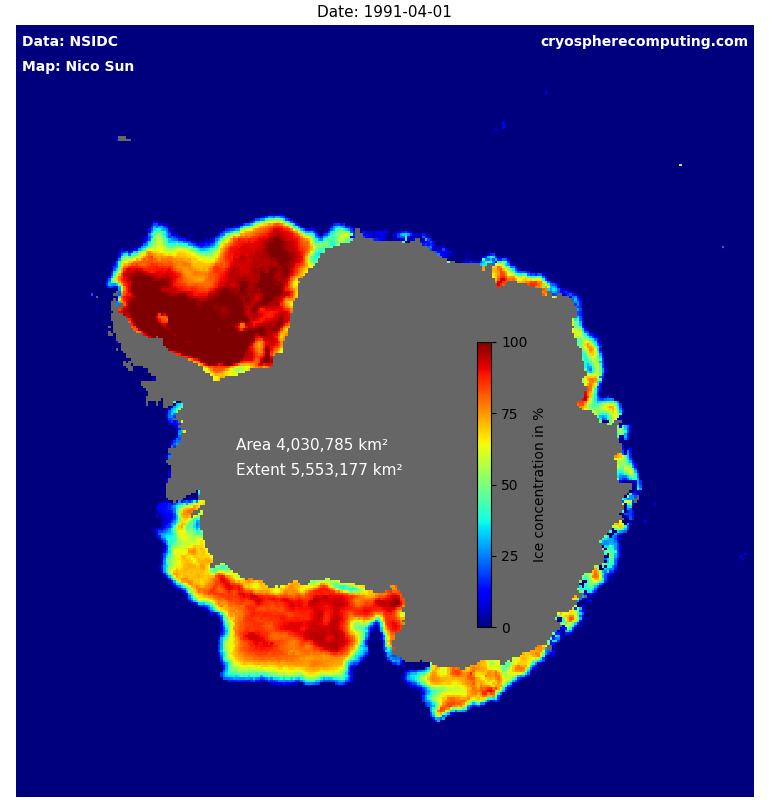 Date: 1991-04-01
Data: NSIDC
cryospherecomputing.com
Map: Nico Sun
100
75
50
25
0
Ice concentration in %
Area 4,030,785 km²
Extent 5,553,177 km²